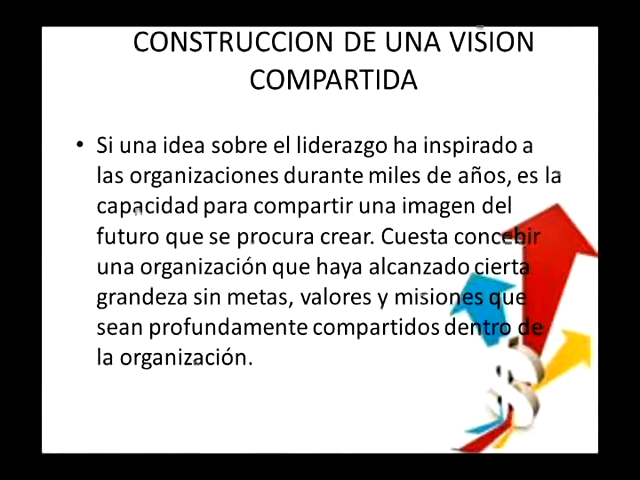 CONSTRUCCION DE UNA VISION
COMPARTIDA
• Si una idea sobre el liderazgo ha inspirado a
las organizaciones durante miles de años, es la
capacidad para compartir una imagen del
futuro que se procura crear. Cuesta concebir
una organización que haya alcanzado cierta
grandeza sin metas, valores y misiones que
sean profundamente compartidos dentro de
la organización.